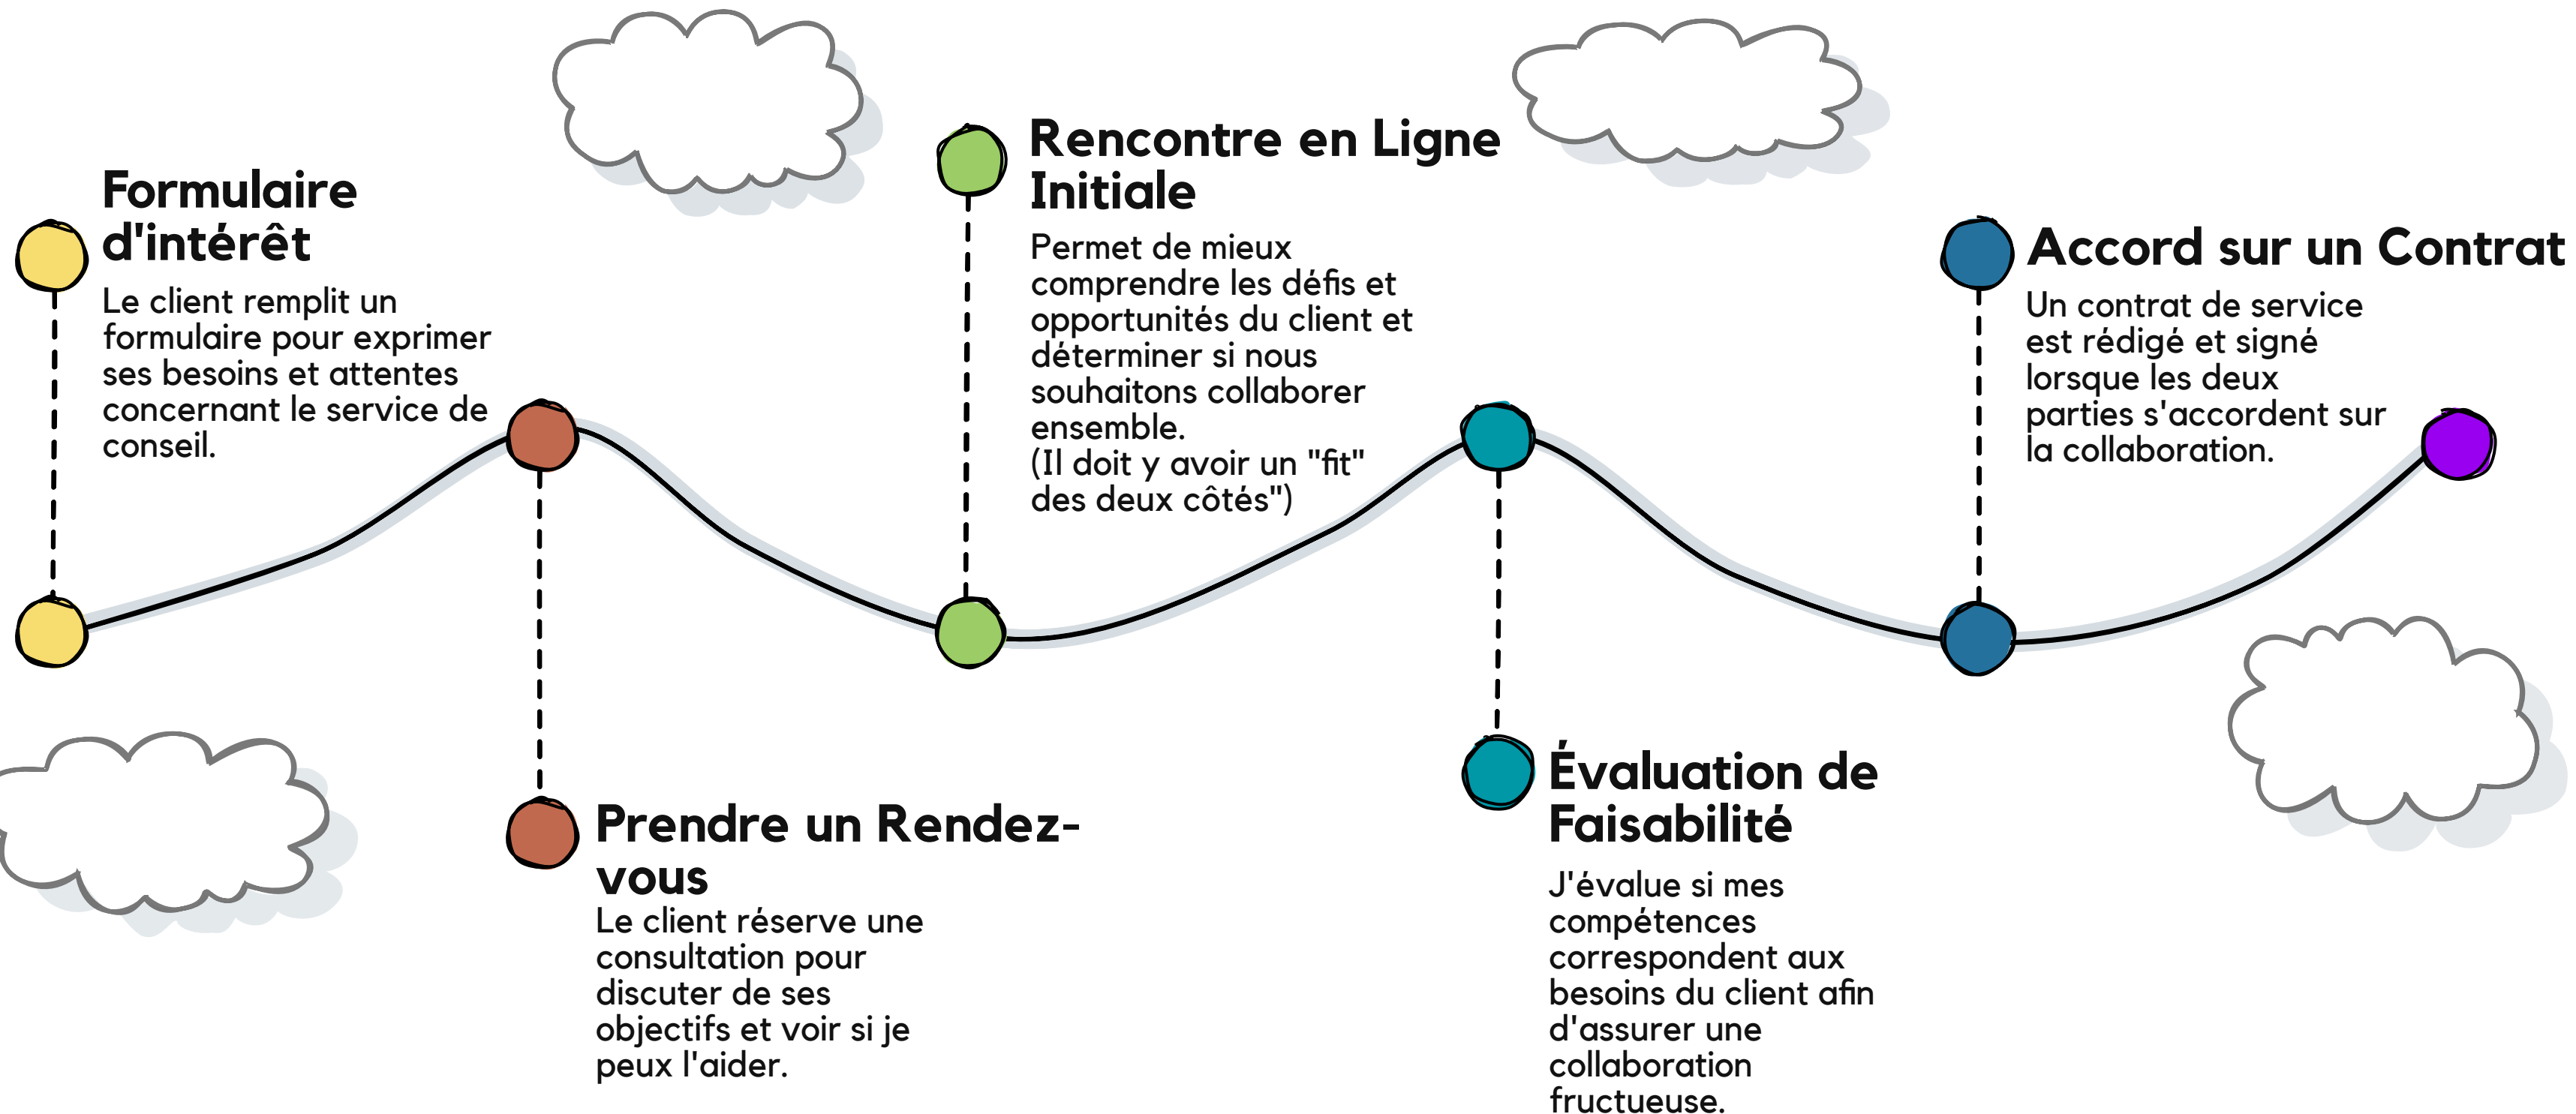 Formulaire
d'intérêt
Le client remplit un
formulaire pour exprimer
ses besoins et attentes
concernant le service de
conseil.
Prendre un Rendez-
vous
Le client réserve une
consultation pour
discuter de ses
objectifs et voir si je
peux l'aider.
Rencontre en Ligne
Initiale
Permet de mieux
comprendre les défis et
opportunités du client et
déterminer si nous
souhaitons collaborer
ensemble.
(Il doit y avoir un "fit"
des deux côtés")
Évaluation de
Faisabilité
J'évalue si mes
compétences
correspondent aux
besoins du client afin
d'assurer une
collaboration
fructueuse.
Accord sur un Contrat
Un contrat de service
est rédigé et signé
lorsque les deux
parties s'accordent sur
la collaboration.